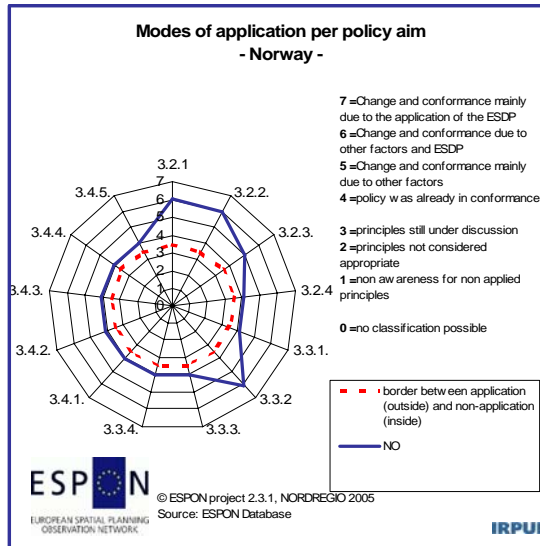 Modes of application per policy aim
- Norway -
7 =Change and conformance mainly
due to the application of the ESDP
6 =Change and conformance due to
other factors and ESDP
5 =Change and conformance mainly
due to other factors
4 =policy was already in conformance
3 =principles still under discussion
2 =principles not considered
appropriate
1 =non awareness for non applied
principles
0 =no classification possible
3.2.1
3.2.2.
3.2.3.
3.2.4
3.3.1.
3.3.2
3.3.3.
3.3.4.
3.4.1.
3.4.2.
3.4.3.
3.4.4.
3.4.5.
7
6
5
4
3
2
1
0
border between application
(outside) and non-application
(inside)
NO
ESPON
EUROPEAN SPATIAL PLANNING
OBSERVATION NETWORK
© ESPON project 2.3.1, NORDREGIO 2005
Source: ESPON Database
IRPU